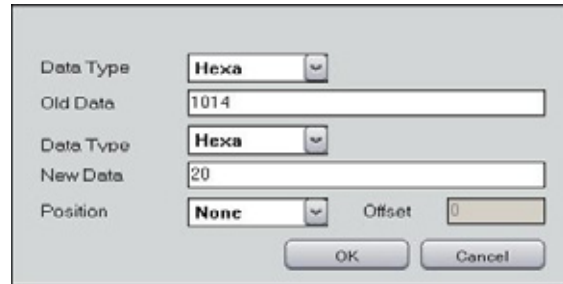 Data Type Hexa
Old Data 1014
Data Type Hexa
New Data 20
Position None Offset 0
OK Cancel